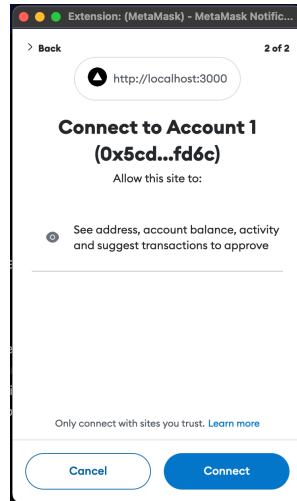 Extension: (MetaMask) - MetaMask Notific...
> Back
2 of 2
http://localhost:3000
Connect to Account 1
(0x5cd...fd6c)
Allow this site to:
See address, account balance, activity
and suggest transactions to approve
Only connect with sites you trust. Learn more
Cancel
Connect